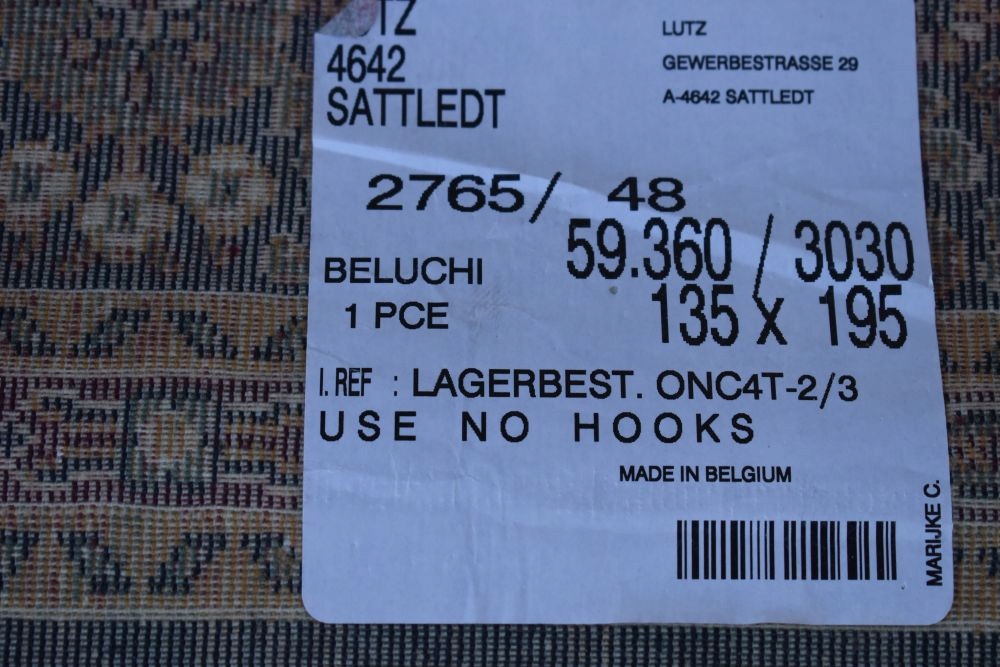 TZ
4642
SATTLEDT
LUTZ
GEWERBESTRASSE 29
A-4642 SATTLEDT
2765/ 48
59.360 / 3030
BELUCHI
135 x 195
1 PCE
I. REF : LAGERBEST. ONC4T-2/3
USE NO HOOKS
MADE IN BELGIUM
MARIJKE C.